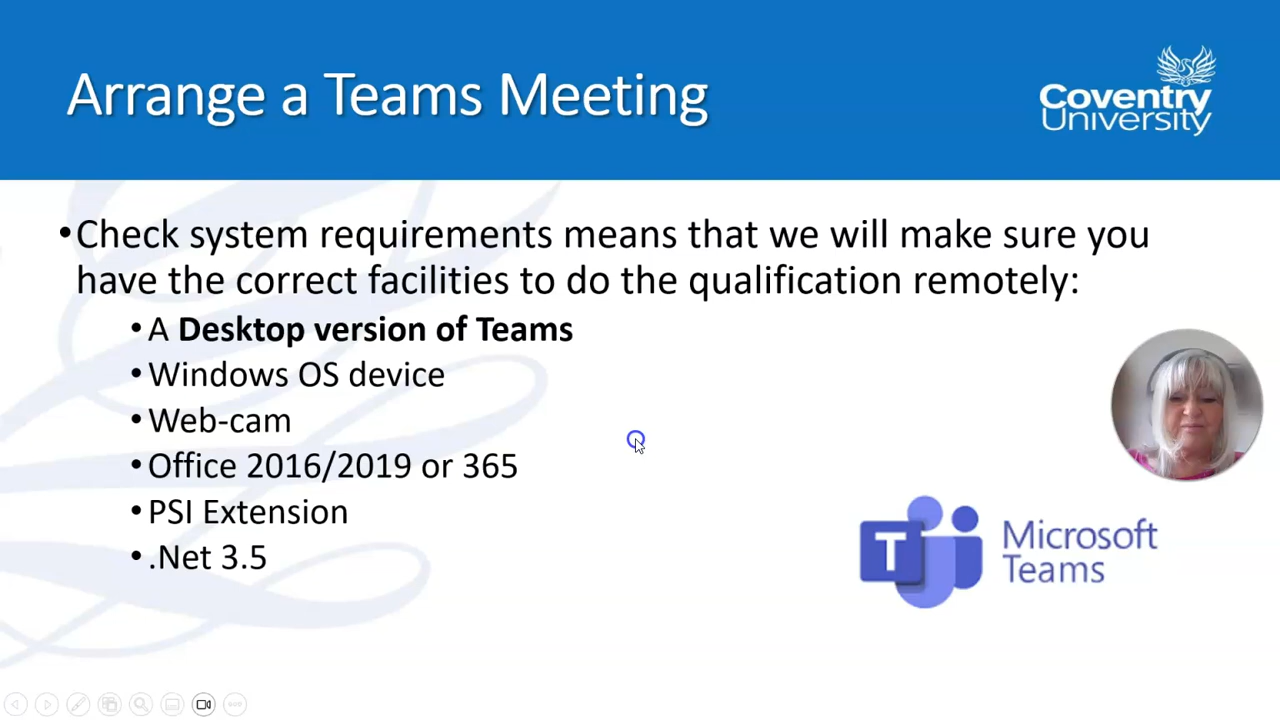 Arrange a Teams Meeting
Coventry
University
•Check system requirements means that we will make sure you
have the correct facilities to do the qualification remotely:
•A Desktop version of Teams
•Windows OS device
•Web-cam
•Office 2016/2019 or 365
•PSI Extension
•.Net 3.5
T
Microsoft
Teams